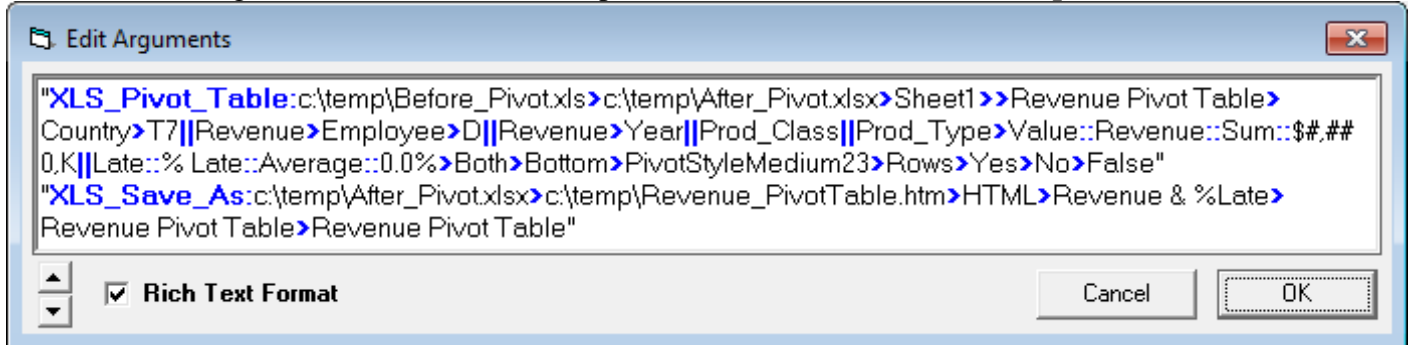 Edit Arguments
"XLS_Pivot_Table:c:\temp\Before_Pivot.xls>c:\temp\After_Pivot.xlsx>Sheet1>>Revenue Pivot Table>
Country>T7||Revenue>Employee>D||Revenue>Year||Prod_Class||Prod_Type>Value::Revenue::Sum::$#,##
0,K||Late::% Late::Average::0.0%>Both>Bottom>PivotStyleMedium23>Rows>Yes>No>False"
"XLS_Save_As:c:\temp\After_Pivot.xlsx>c:\temp\Revenue_PivotTable.htm>HTML>Revenue & %Late>
Revenue Pivot Table>Revenue Pivot Table"
Rich Text Format
Cancel
OK